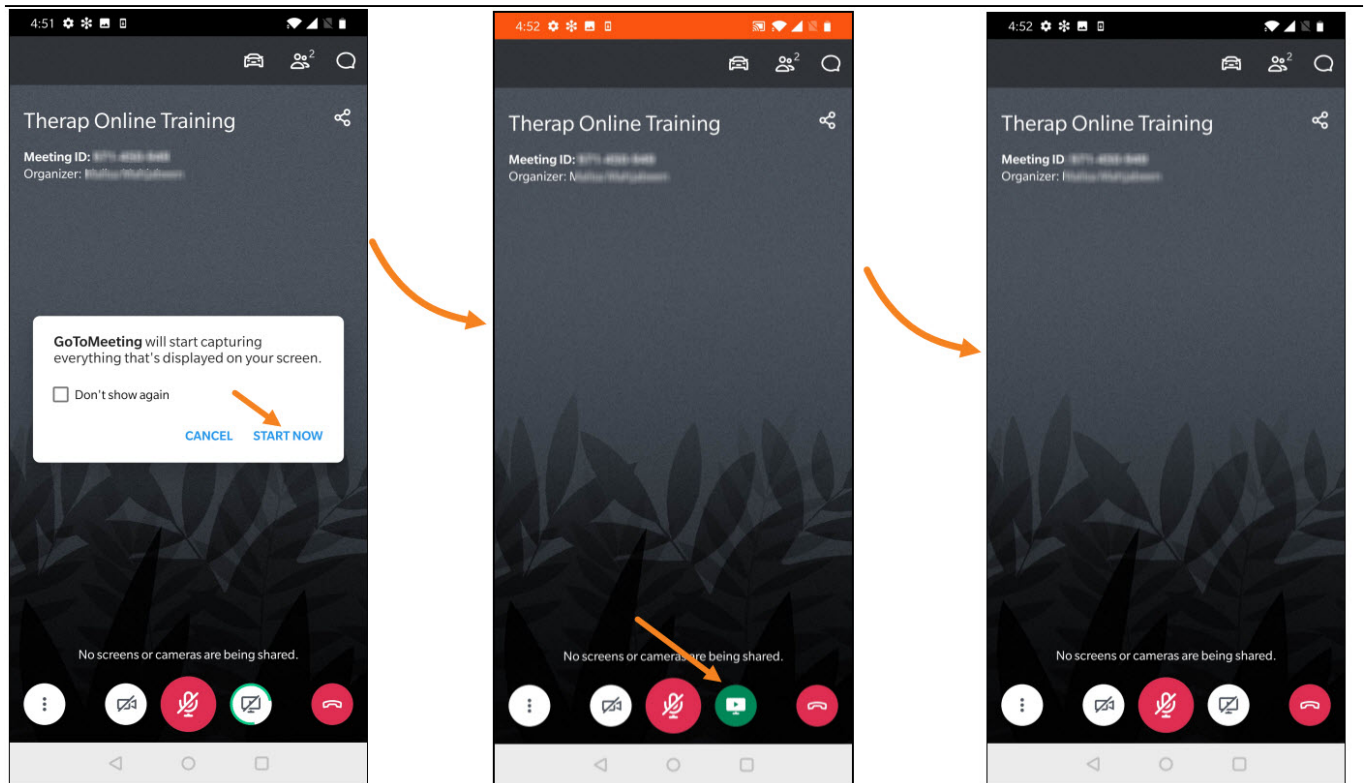 4:51
2
Therap Online Training
Meeting ID:
Organizer:
GoToMeeting will start capturing
everything that's displayed on your screen.
Don't show again
CANCEL START NOW
No screens or cameras are being shared.
4:52
2
Therap Online Training
Meeting ID:
Organizer:
No screens or cameras are being shared.
4:52
2
Therap Online Training
Meeting ID
Organizer:
No screens or cameras are being shared.